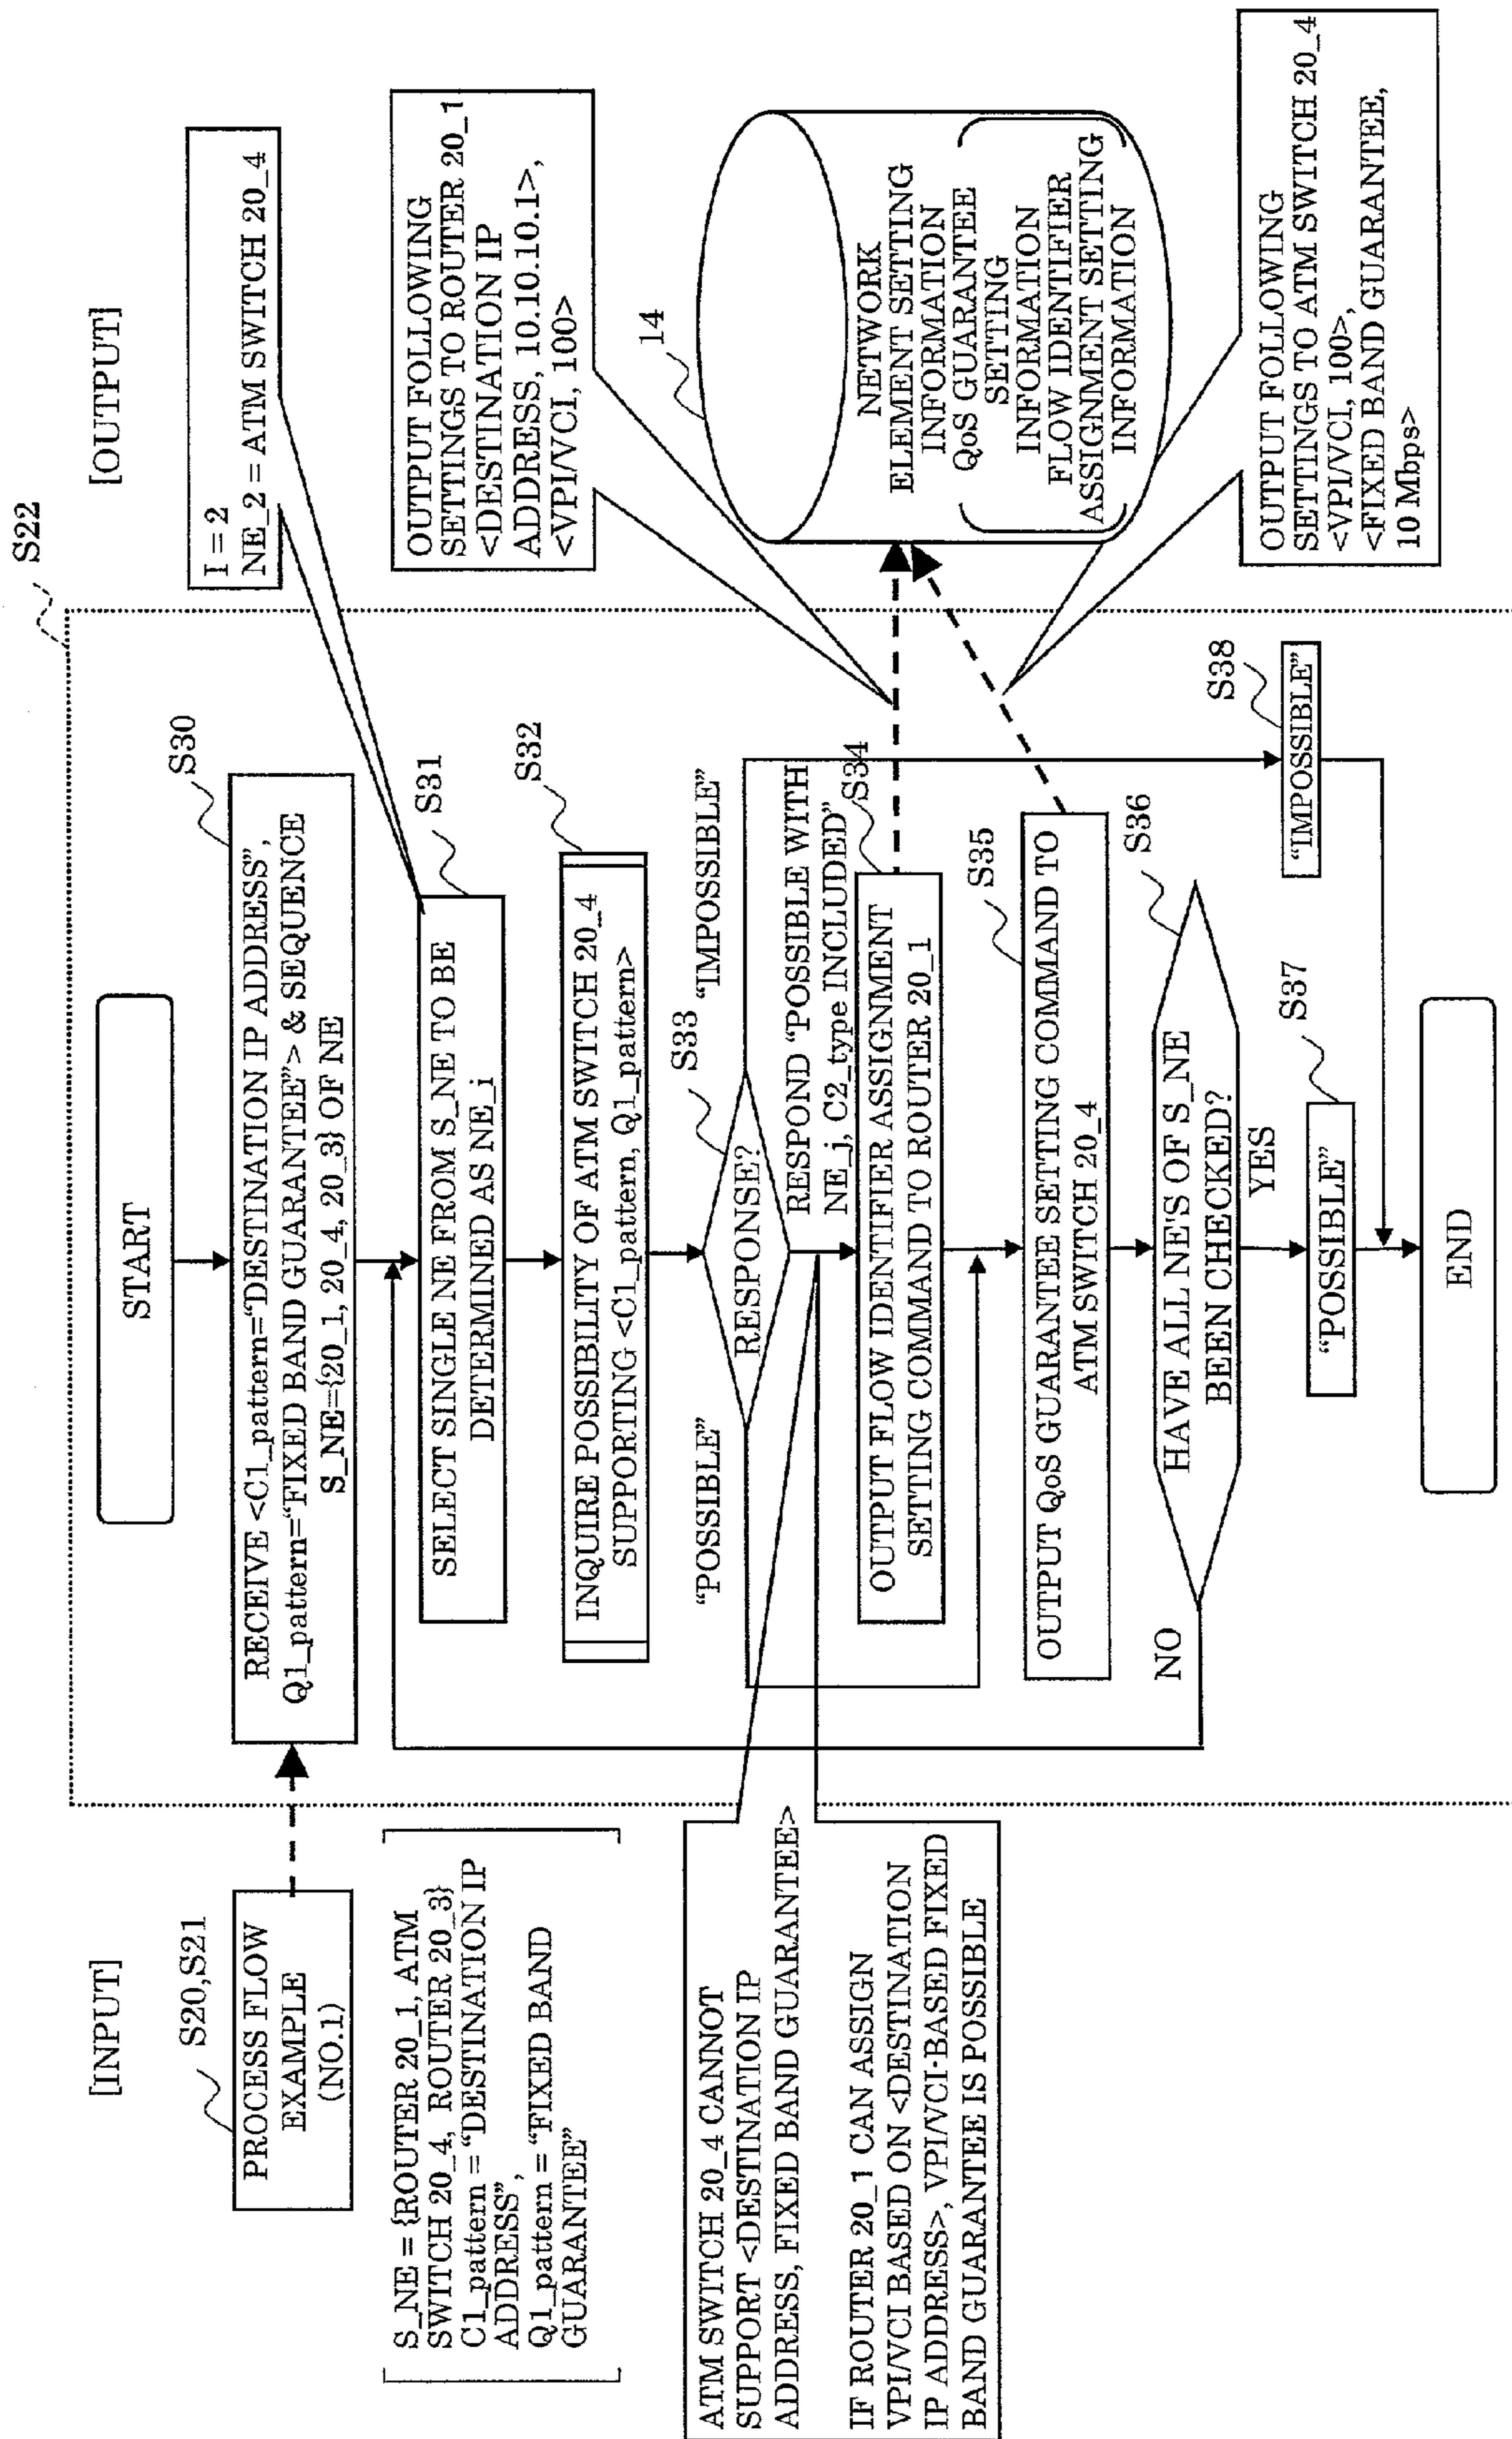 [INPUT]
[OUTPUT]
S22
START
S20,S21
PROCESS FLOW
EXAMPLE
(NO.1)
S_NE = {ROUTER 20_1, ATM
SWITCH 20_4, ROUTER 20_3}
C1_pattern = "DESTINATION IP
ADDRESS",
Q1_pattern = "FIXED BAND
GUARANTEE"
S30
RECEIVE <C1_pattern="DESTINATION IP ADDRESS",
Q1_pattern="FIXED BAND GUARANTEE"> & SEQUENCE
S_NE={20_1, 20_4, 20_3} OF NE
S31
SELECT SINGLE NE FROM S_NE TO BE
DETERMINED AS NE_i
I = 2
NE_2 = ATM SWITCH 20_4
S32
INQUIRE POSSIBILITY OF ATM SWITCH 20_4
SUPPORTING <C1_pattern, Q1_pattern>
S33
RESPONSE?
"POSSIBLE"
"IMPOSSIBLE"
RESPOND "POSSIBLE WITH
NE_j, C2_type INCLUDED"
ATM SWITCH 20_4 CANNOT
SUPPORT <DESTINATION IP
ADDRESS, FIXED BAND GUARANTEE>
IF ROUTER 20_1 CAN ASSIGN
VPI/VCI BASED ON <DESTINATION
IP ADDRESS>, VPI/VCI-BASED FIXED
BAND GUARANTEE IS POSSIBLE
S34
OUTPUT FLOW IDENTIFIER ASSIGNMENT
SETTING COMMAND TO ROUTER 20_1
OUTPUT FOLLOWING
SETTINGS TO ROUTER 20_1
<DESTINATION IP
ADDRESS, 10.10.10.1>,
<VPI/VCI, 100>
14
NETWORK
ELEMENT SETTING
INFORMATION
QoS GUARANTEE
SETTING
INFORMATION
FLOW IDENTIFIER
ASSIGNMENT SETTING
INFORMATION
S35
OUTPUT QoS GUARANTEE SETTING COMMAND TO
ATM SWITCH 20_4
OUTPUT FOLLOWING
SETTINGS TO ATM SWITCH 20_4
<VPI/VCI, 100>,
<FIXED BAND GUARANTEE,
10 Mbps>
S36
HAVE ALL NE'S OF S_NE
BEEN CHECKED?
NO
YES
S37
"POSSIBLE"
S38
"IMPOSSIBLE"
END